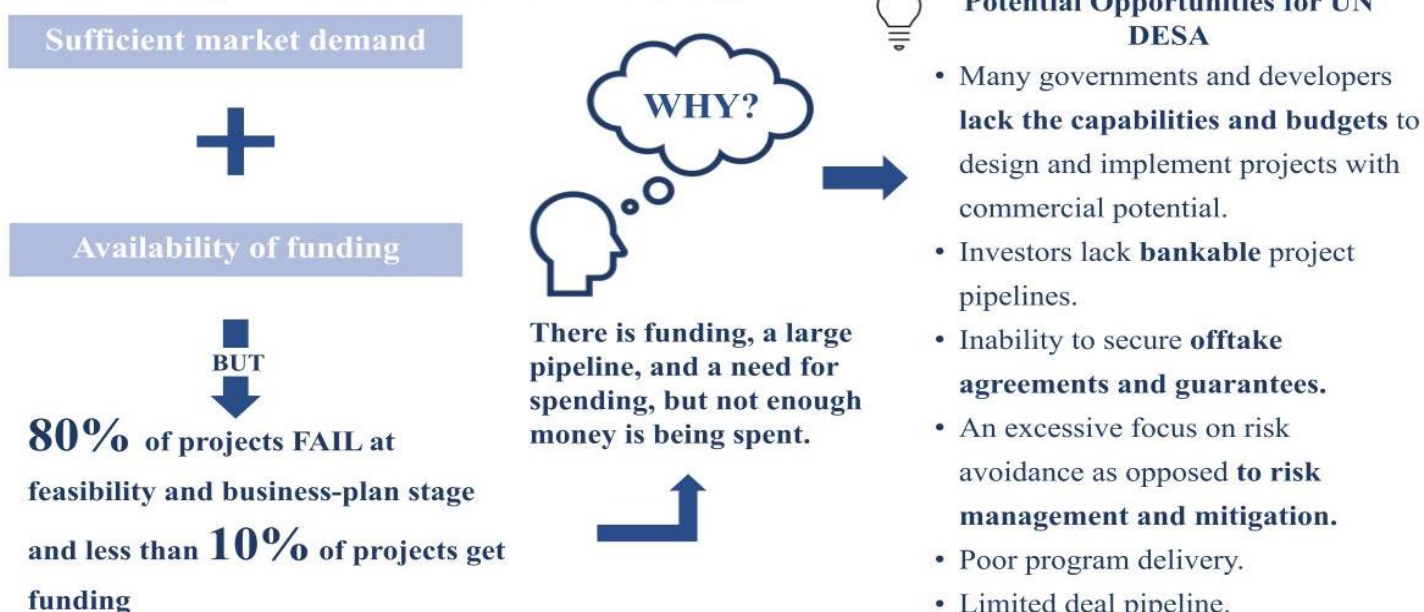 Sufficient market demand
Availability of funding
BUT
80% of projects FAIL at
feasibility and business-plan stage
and less than 10% of projects get
funding
WHY?
There is funding, a large
pipeline, and a need for
spending, but not enough
money is being spent.
Potential Opportunities for UN
DESA
• Many governments and developers
lack the capabilities and budgets to
design and implement projects with
commercial potential.
• Investors lack bankable project
pipelines.
• Inability to secure offtake
agreements and guarantees.
• An excessive focus on risk
avoidance as opposed to risk
management and mitigation.
• Poor program delivery.
• Limited deal pipeline.